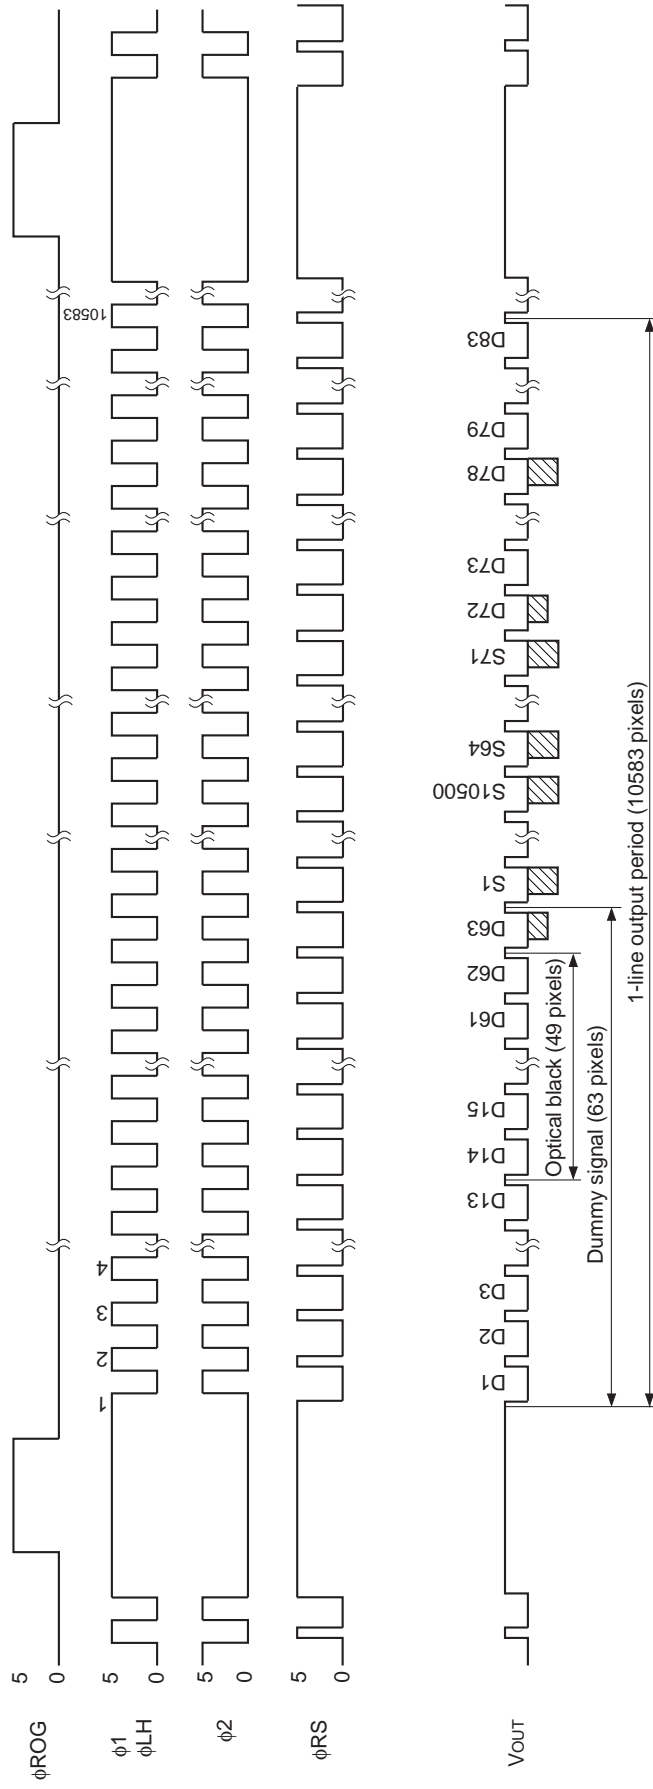 φROG
5
0
φ1
φLH
5
0
1
2
3
4
10583
φ2
5
0
φRS
5
0
VOUT
D1
D2
D3
D13
D14
D15
D61
D62
D63
S1
S10500
S64
S71
D72
D73
D78
D79
D83
Optical black (49 pixels)
Dummy signal (63 pixels)
1-line output period (10583 pixels)